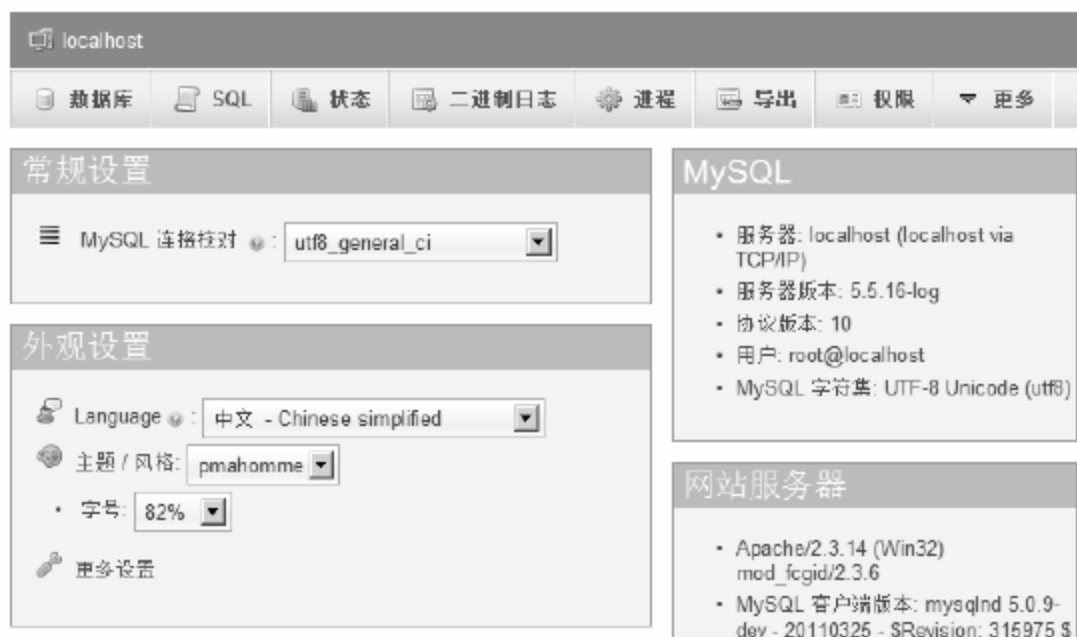 localhost
数据库 SQL 状态 二进制日志 进程 导出 权限 更多
常规设置
MySQL 连接校对 : utf8_general_ci
外观设置
Language : 中文 - Chinese simplified
主题 / 风格: pmahomme
• 字号: 82%
更多设置
MySQL
• 服务器: localhost (localhost via
TCP/IP)
• 服务器版本: 5.5.16-log
• 协议版本: 10
• 用户: root@localhost
• MySQL 字符集: UTF-8 Unicode (utf8)
网站服务器
• Apache/2.3.14 (Win32)
mod_fcgid/2.3.6
• MySQL 客户端版本: mysqlnd 5.0.9-
dev - 20110325 - $Revision: 315975 $